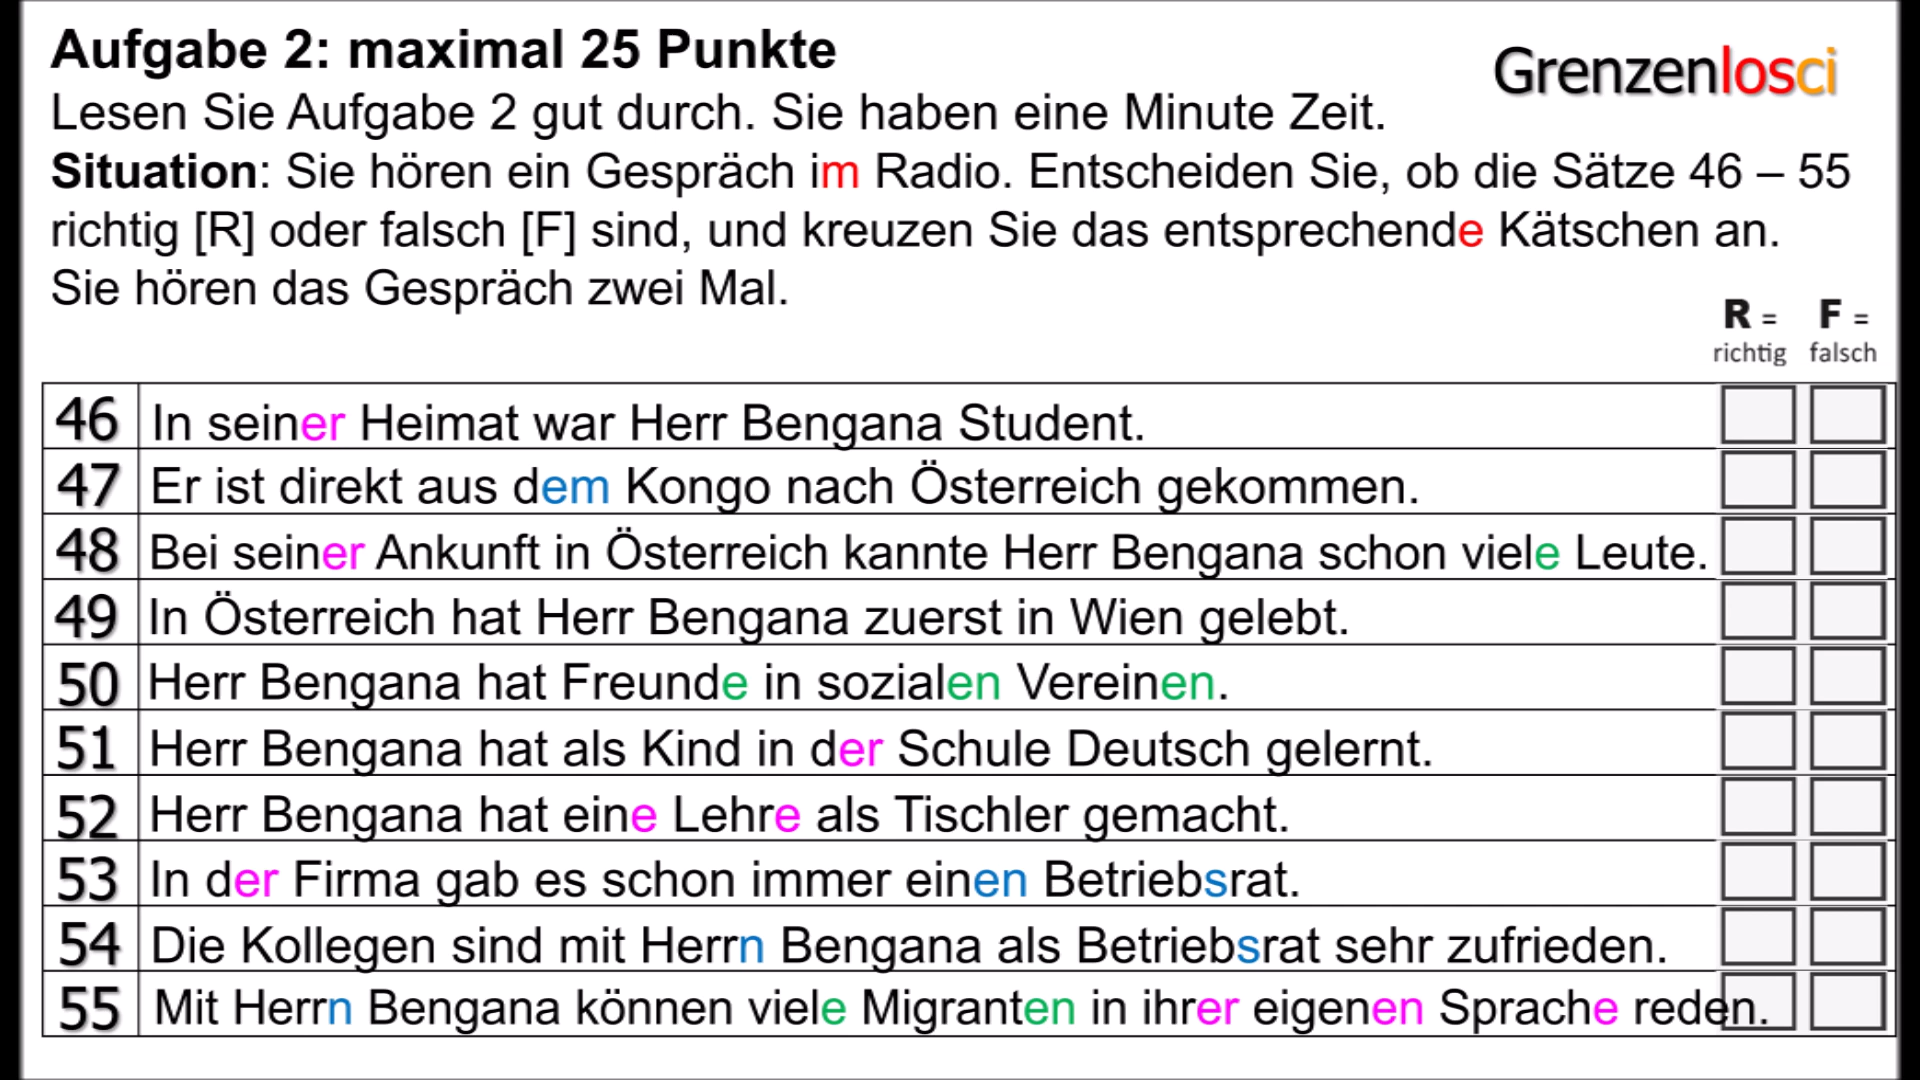 Aufgabe 2: maximal 25 Punkte
Grenzenlosci
Lesen Sie Aufgabe 2 gut durch. Sie haben eine Minute Zeit.
Situation: Sie hören ein Gespräch im Radio. Entscheiden Sie, ob die Sätze 46 – 55
richtig [R] oder falsch [F] sind, und kreuzen Sie das entsprechende Kätschen an.
Sie hören das Gespräch zwei Mal.
R = F =
richtig falsch
46 In seiner Heimat war Herr Bengana Student.
47 Er ist direkt aus dem Kongo nach Österreich gekommen.
48 Bei seiner Ankunft in Österreich kannte Herr Bengana schon viele Leute.
49 In Österreich hat Herr Bengana zuerst in Wien gelebt.
50 Herr Bengana hat Freunde in sozialen Vereinen.
51 Herr Bengana hat als Kind in der Schule Deutsch gelernt.
52 Herr Bengana hat eine Lehre als Tischler gemacht.
53 In der Firma gab es schon immer einen Betriebsrat.
54 Die Kollegen sind mit Herrn Bengana als Betriebsrat sehr zufrieden.
55 Mit Herrn Bengana können viele Migranten in ihrer eigenen Sprache reden.